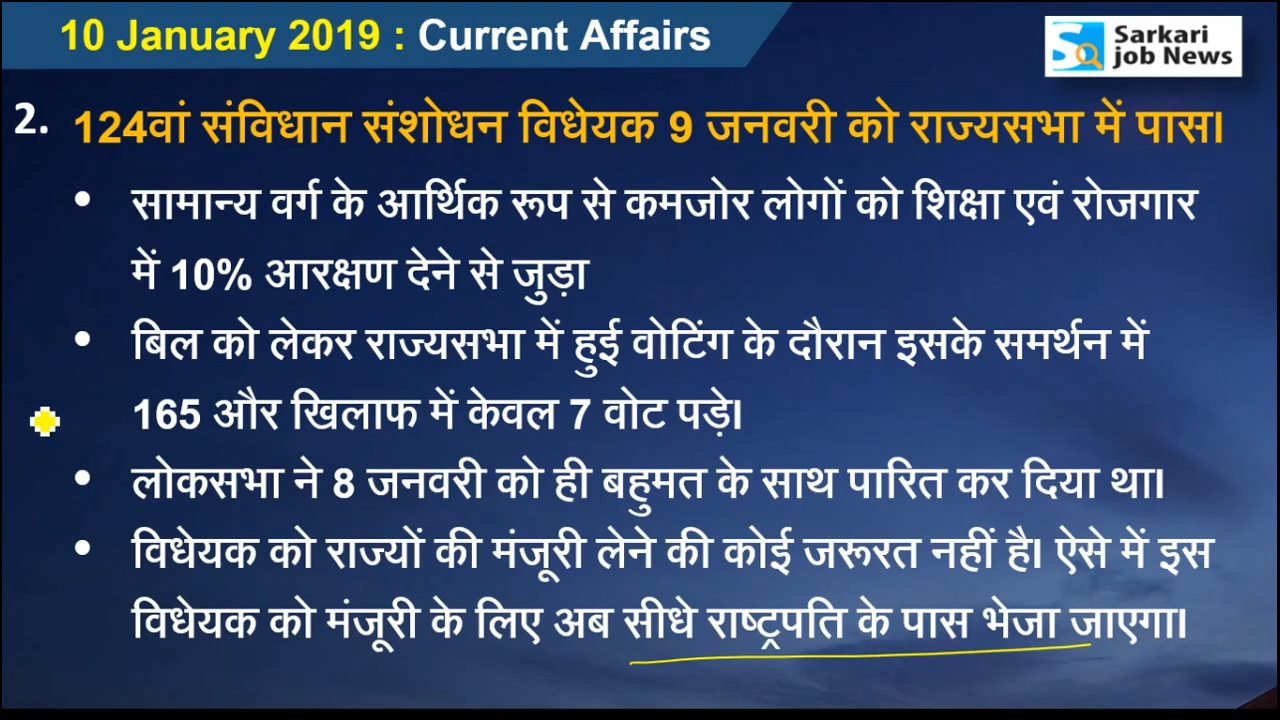 10 January 2019 : Current Affairs
Sarkari
job News
2. 124वां संविधान संशोधन विधेयक 9 जनवरी को राज्यसभा में पास।
• सामान्य वर्ग के आर्थिक रूप से कमजोर लोगों को शिक्षा एवं रोजगार
में 10% आरक्षण देने से जुड़ा
• बिल को लेकर राज्यसभा में हुई वोटिंग के दौरान इसके समर्थन में
165 और खिलाफ में केवल 7 वोट पड़े।
• लोकसभा ने 8 जनवरी को ही बहुमत के साथ पारित कर दिया था।
• विधेयक को राज्यों की मंजूरी लेने की कोई जरूरत नहीं है। ऐसे में इस
विधेयक को मंजूरी के लिए अब सीधे राष्ट्रपति के पास भेजा जाएगा।